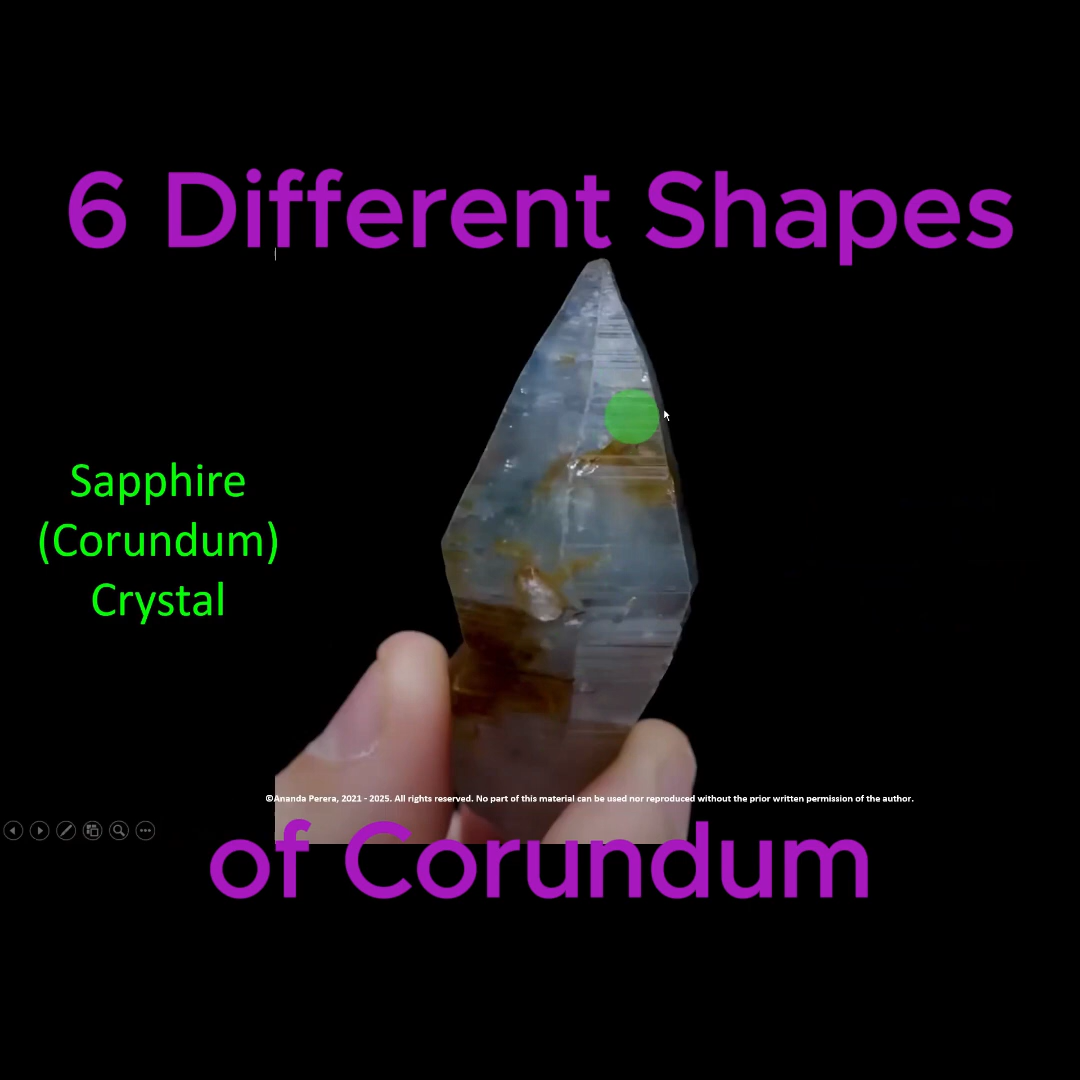 6 Different Shapes
Sapphire
(Corundum)
Crystal
©Ananda Perera, 2021 - 2025. All rights reserved. No part of this material can be used nor reproduced without the prior written permission of the author.
of Corundum